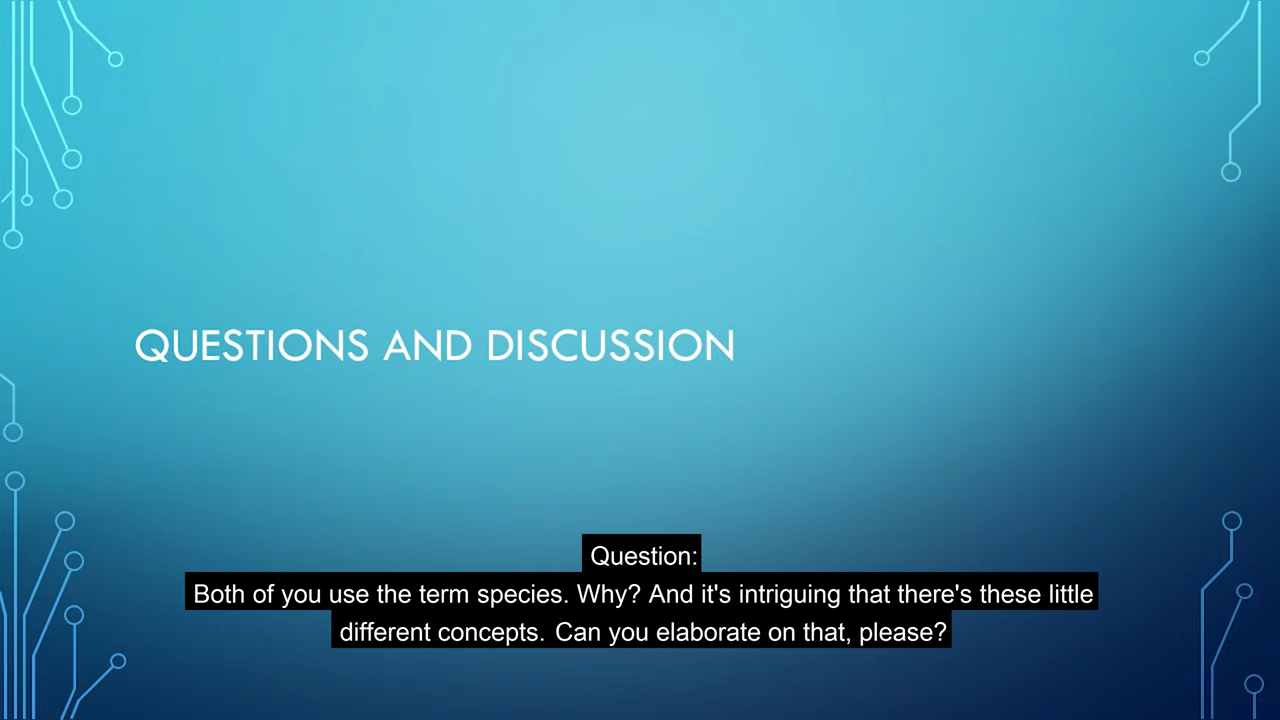 QUESTIONS AND DISCUSSION
Question:
Both of you use the term species. Why? And it's intriguing that there's these little
different concepts. Can you elaborate on that, please?